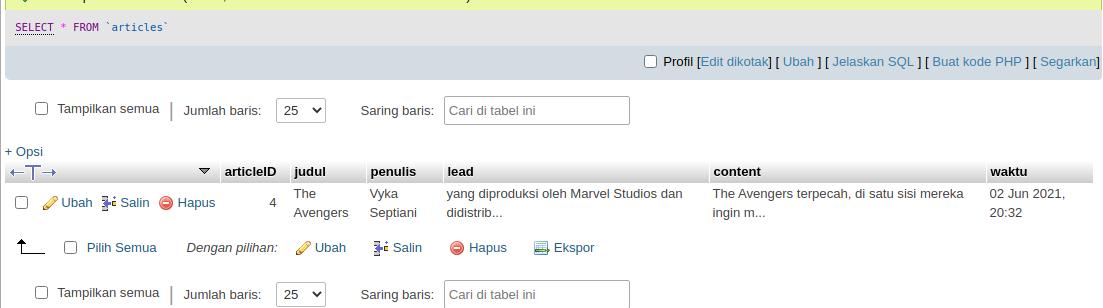 SELECT * FROM `articles`
Profil [Edit dikotak] [ Ubah ] [ Jelaskan SQL ] [ Buat kode PHP ] [ Segarkan]
Tampilkan semua | Jumlah baris: 25 Saring baris: Cari di tabel ini
+ Opsi
←T→ articleID judul penulis lead content waktu
Ubah Salin Hapus 4 The Avengers Vyka Septiani yang diproduksi oleh Marvel Studios dan didistrib... The Avengers terpecah, di satu sisi mereka ingin m... 02 Jun 2021, 20:32
Pilih Semua Dengan pilihan: Ubah Salin Hapus Ekspor
Tampilkan semua | Jumlah baris: 25 Saring baris: Cari di tabel ini